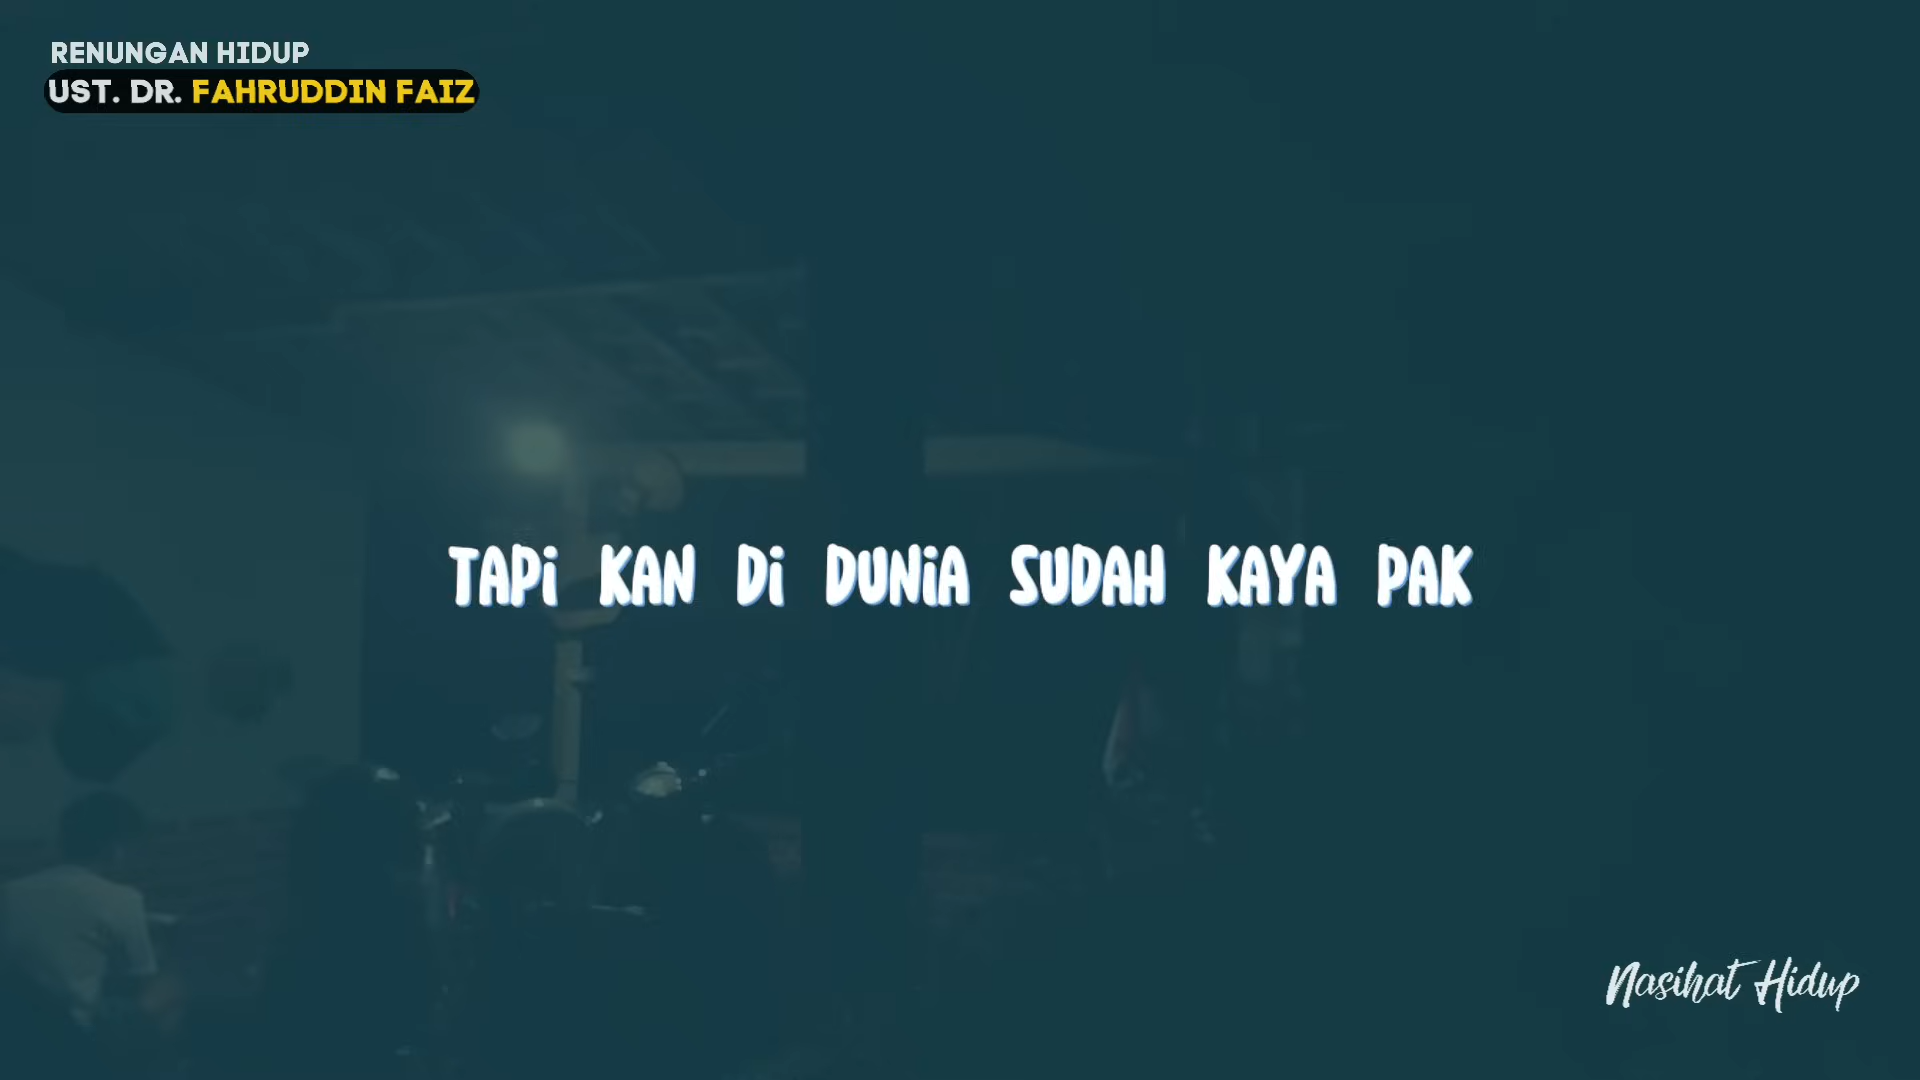 RENUNGAN HIDUP
UST. DR. FAHRUDDIN FAIZ
TAPi KAN Di DUNiA SUDAH KAYA PAK
Nasihat Hidup